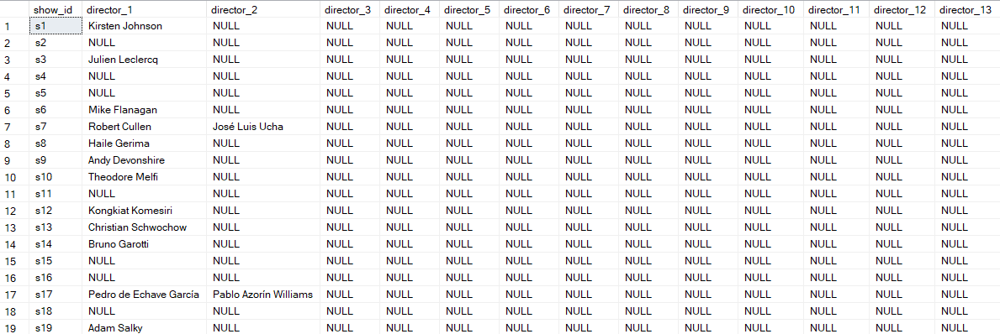 show_id director_1 director_2 director_3 director_4 director_5 director_6 director_7 director_8 director_9 director_10 director_11 director_12 director_13
1 s1 Kirsten Johnson NULL NULL NULL NULL NULL NULL NULL NULL NULL NULL NULL NULL
2 s2 NULL NULL NULL NULL NULL NULL NULL NULL NULL NULL NULL NULL NULL
3 s3 Julien Leclercq NULL NULL NULL NULL NULL NULL NULL NULL NULL NULL NULL NULL
4 s4 NULL NULL NULL NULL NULL NULL NULL NULL NULL NULL NULL NULL NULL
5 s5 NULL NULL NULL NULL NULL NULL NULL NULL NULL NULL NULL NULL NULL
6 s6 Mike Flanagan NULL NULL NULL NULL NULL NULL NULL NULL NULL NULL NULL NULL
7 s7 Robert Cullen José Luis Ucha NULL NULL NULL NULL NULL NULL NULL NULL NULL NULL NULL
8 s8 Haile Gerima NULL NULL NULL NULL NULL NULL NULL NULL NULL NULL NULL NULL
9 s9 Andy Devonshire NULL NULL NULL NULL NULL NULL NULL NULL NULL NULL NULL NULL
10 s10 Theodore Melfi NULL NULL NULL NULL NULL NULL NULL NULL NULL NULL NULL NULL
11 s11 NULL NULL NULL NULL NULL NULL NULL NULL NULL NULL NULL NULL NULL
12 s12 Kongkiat Komesiri NULL NULL NULL NULL NULL NULL NULL NULL NULL NULL NULL NULL
13 s13 Christian Schwochow NULL NULL NULL NULL NULL NULL NULL NULL NULL NULL NULL NULL
14 s14 Bruno Garotti NULL NULL NULL NULL NULL NULL NULL NULL NULL NULL NULL NULL
15 s15 NULL NULL NULL NULL NULL NULL NULL NULL NULL NULL NULL NULL NULL
16 s16 NULL NULL NULL NULL NULL NULL NULL NULL NULL NULL NULL NULL NULL
17 s17 Pedro de Echave García Pablo Azorín Williams NULL NULL NULL NULL NULL NULL NULL NULL NULL NULL NULL
18 s18 NULL NULL NULL NULL NULL NULL NULL NULL NULL NULL NULL NULL NULL
19 s19 Adam Salky NULL NULL NULL NULL NULL NULL NULL NULL NULL NULL NULL NULL